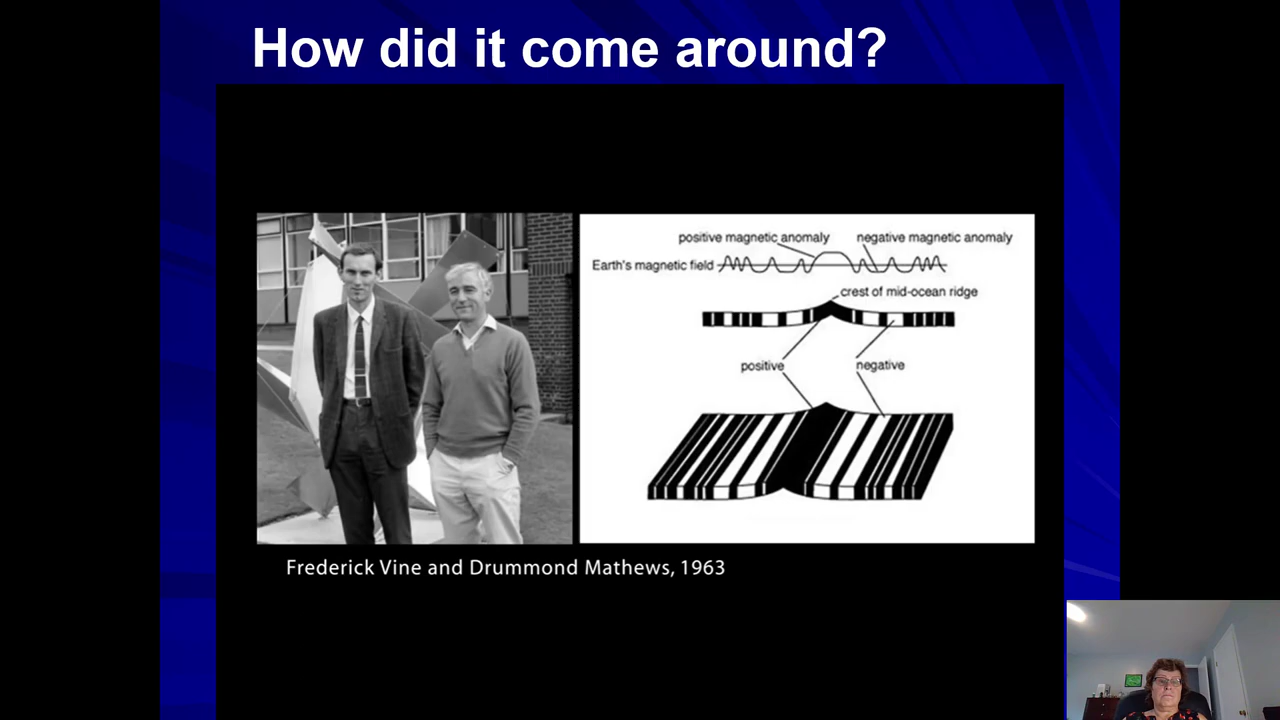 How did it come around?
positive magnetic anomaly
negative magnetic anomaly
Earth's magnetic field
crest of mid-ocean ridge
positive
negative
Frederick Vine and Drummond Mathews, 1963